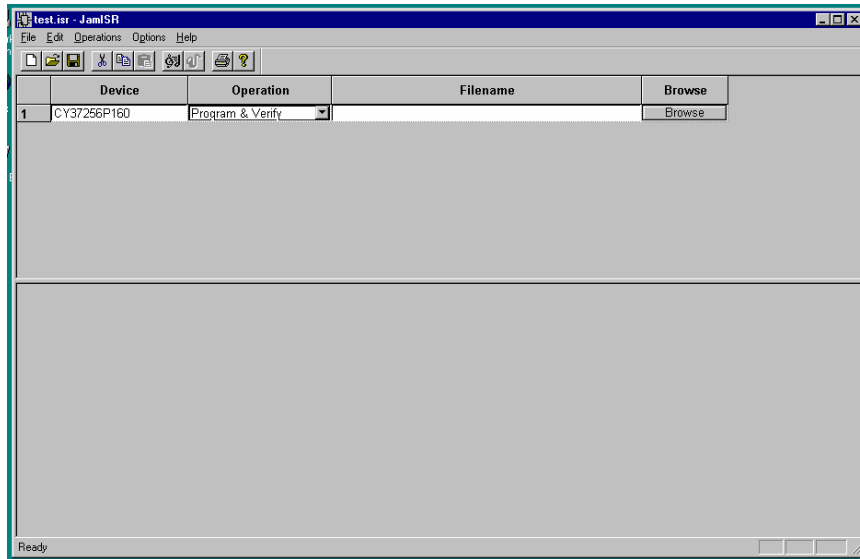 test.isr - JamISR
File Edit Operations Options Help
Device Operation Filename Browse
1 CY37256P160 Program & Verify Browse
Ready